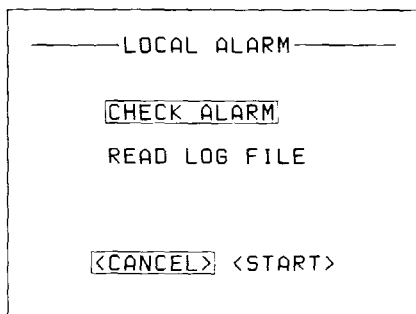 LOCAL ALARM
CHECK ALARM
READ LOG FILE
<CANCEL> <START>